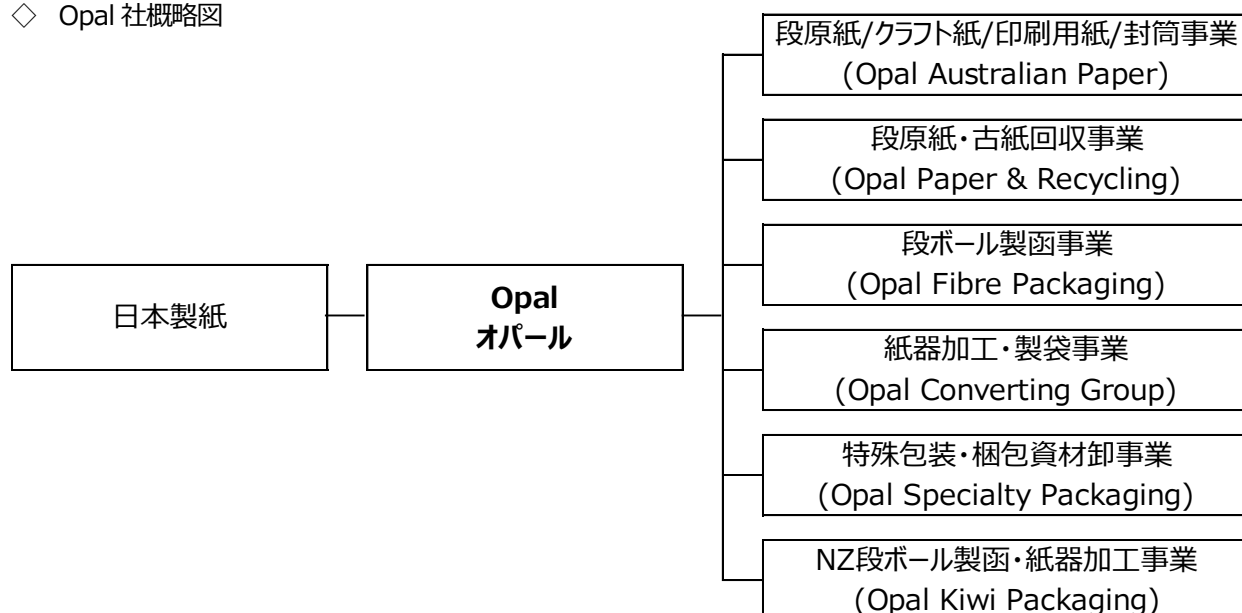 ◇ Opal 社概略図
段原紙/クラフト紙/印刷用紙/封筒事業
(Opal Australian Paper)
段原紙・古紙回収事業
(Opal Paper & Recycling)
段ボール製函事業
(Opal Fibre Packaging)
日本製紙
Opal
オパール
紙器加工・製袋事業
(Opal Converting Group)
特殊包装・梱包資材卸事業
(Opal Specialty Packaging)
NZ段ボール製函・紙器加工事業
(Opal Kiwi Packaging)